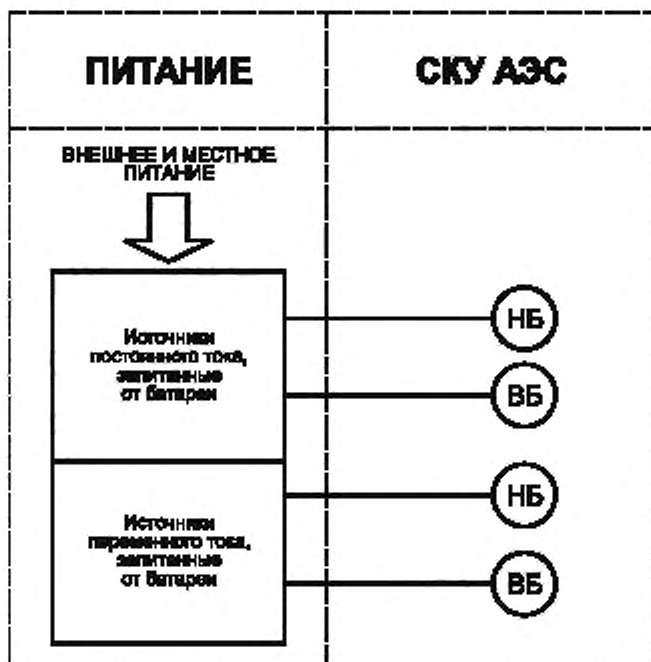 ПИТАНИЕ
СКУ АЭС
ВНЕШНЕЕ И МЕСТНОЕ
ПИТАНИЕ
Источники
постоянного тока,
запитанные
от батареи
НБ
ВБ
Источники
переменного тока,
запитанные
от батареи
НБ
ВБ